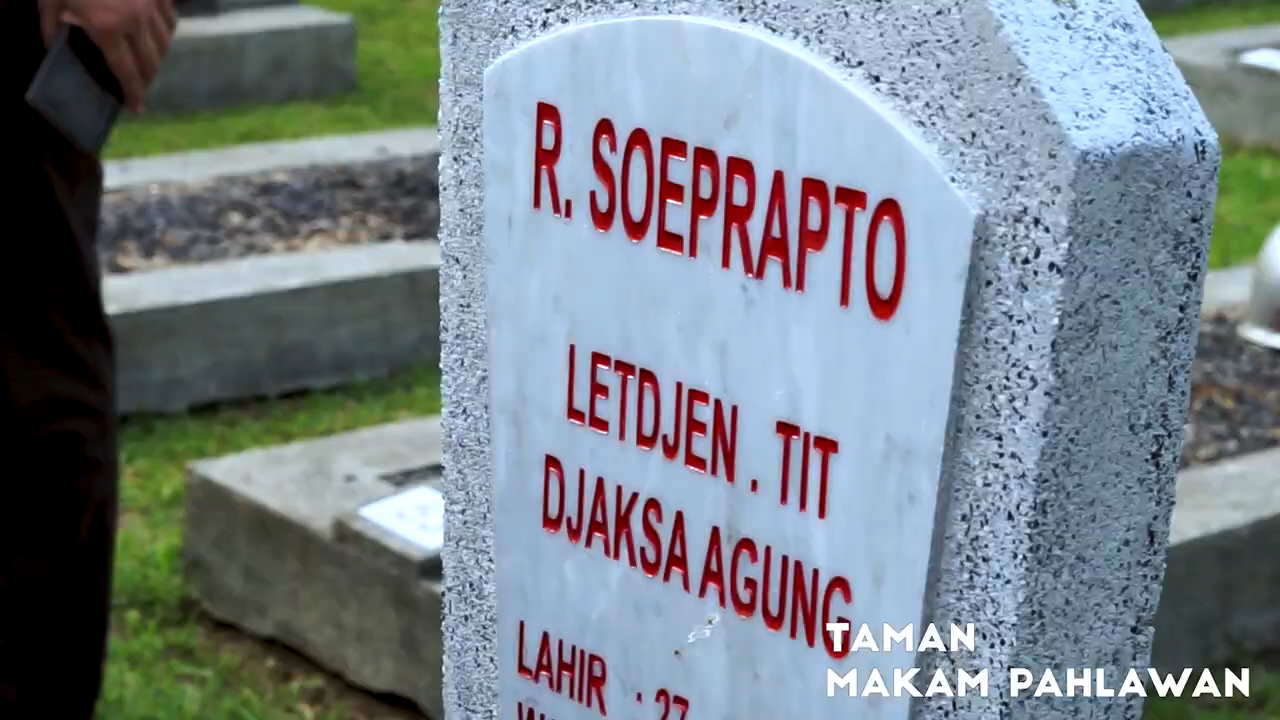 R. SOEPRAPTO
LETDJEN . TIT
DJAKSA AGUNG
LAHIR : 27
TAMAN
MAKAM PAHLAWAN